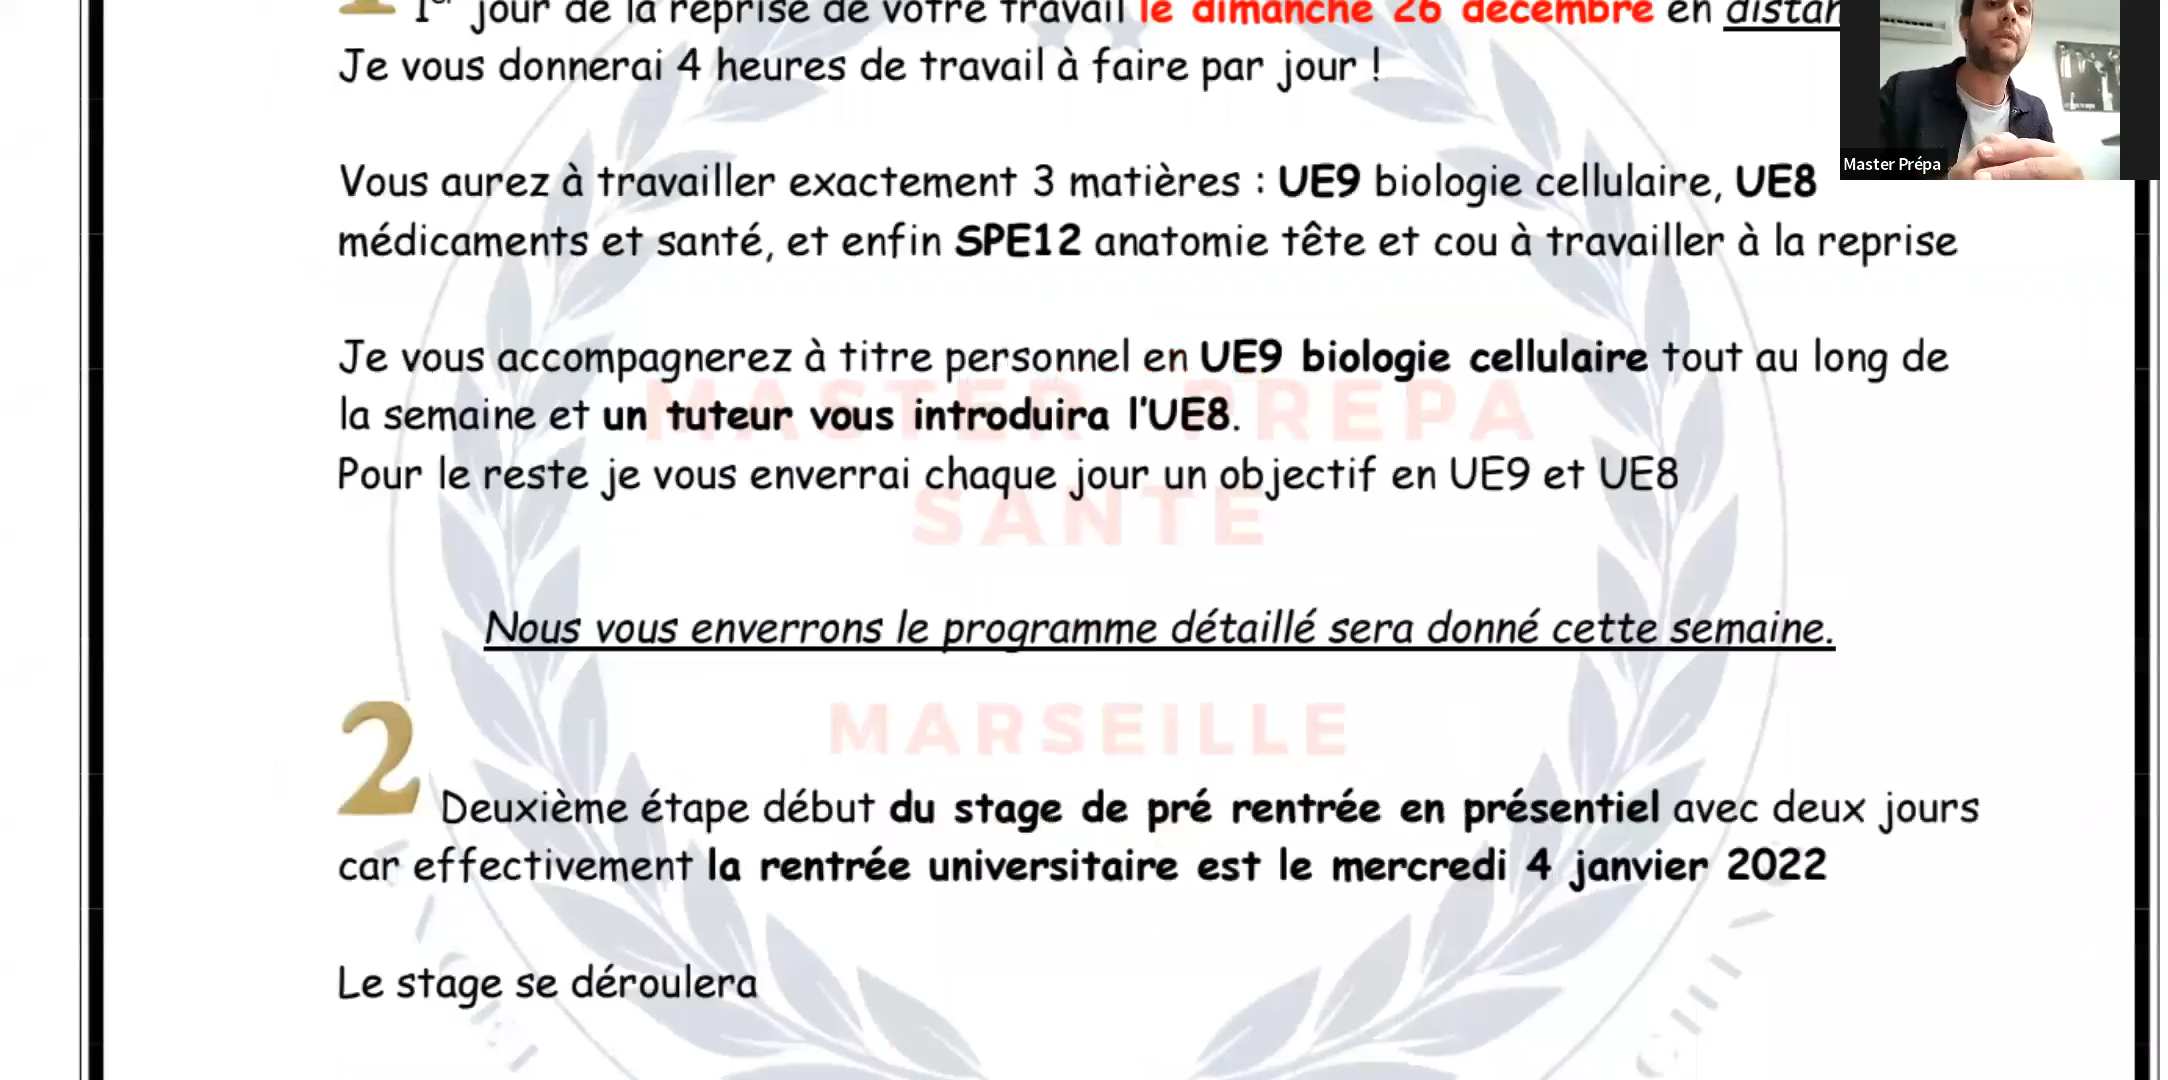 1er jour de la reprise de votre travail le dimanche 26 décembre en distan
Je vous donnerai 4 heures de travail à faire par jour !
Master Prépa
Vous aurez à travailler exactement 3 matières : UE9 biologie cellulaire, UE8
médicaments et santé, et enfin SPE12 anatomie tête et cou à travailler à la reprise
Je vous accompagnerez à titre personnel en UE9 biologie cellulaire tout au long de
MASTER PREPA
la semaine et un tuteur vous introduira l'UE8.
Pour le reste je vous enverrai chaque jour un objectif en UE9 et UE8
SANTE
Nous vous enverrons le programme détaillé sera donné cette semaine.
MARSEILLE
2
Deuxième étape début du stage de pré rentrée en présentiel avec deux jours
car effectivement la rentrée universitaire est le mercredi 4 janvier 2022
Le stage se déroulera